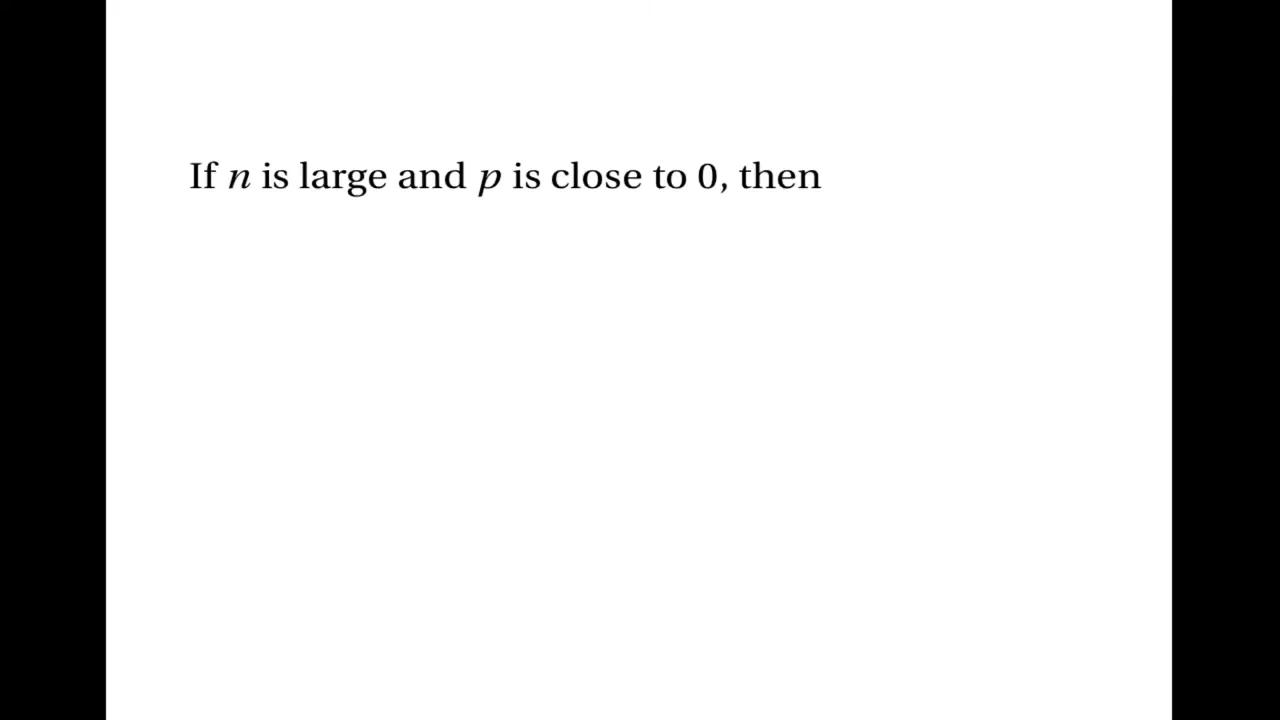 If n is large and p is close to 0, then